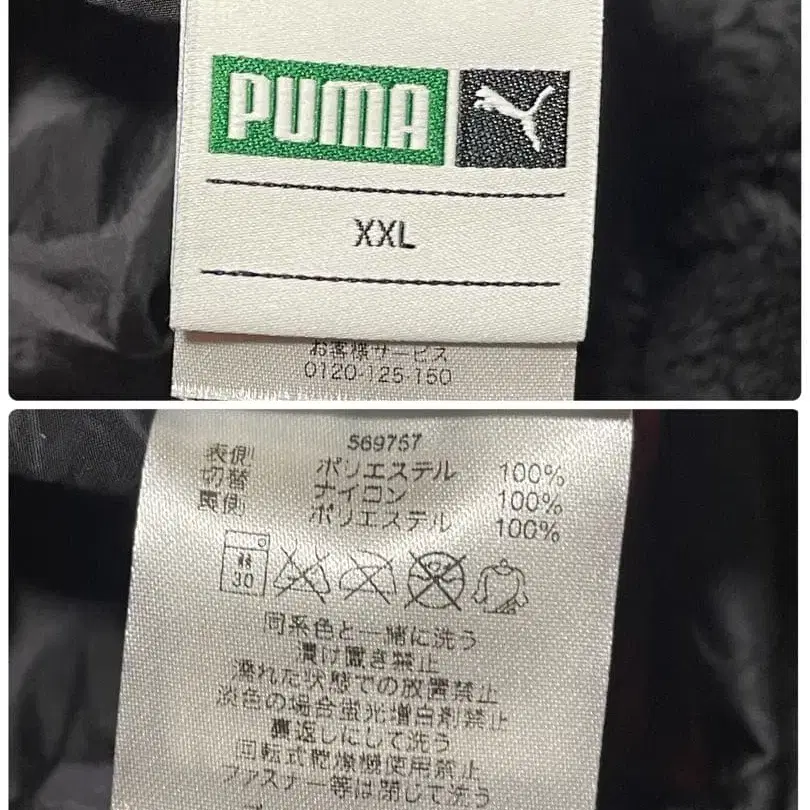 PUMA
XXL
お客様サービス
0120-125-150
569757
表側 ポリエステル 100%
切替 ナイロン 100%
裏側 ポリエステル 100%
30
同系色と一緒に洗う
漬け置き禁止
濡れた状態での放置禁止
淡色の場合蛍光増白剤禁止
裏返しにして洗う
回転式乾燥機使用禁止
ファスナー等は閉じて洗う